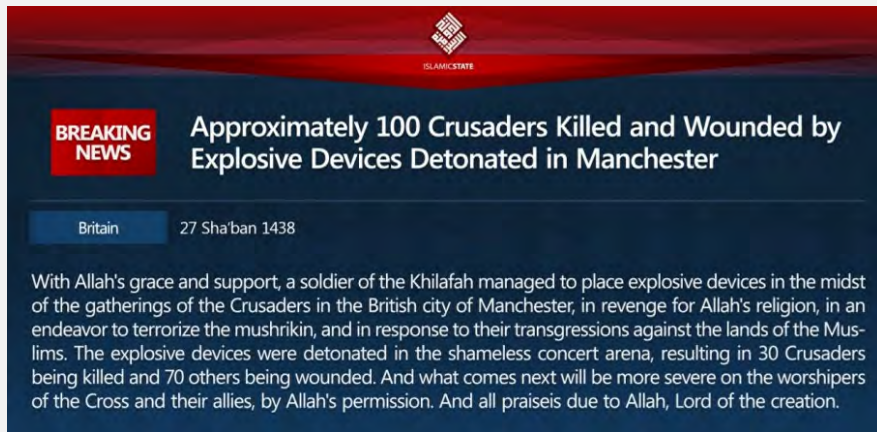 ISLAMICSTATE
BREAKING
NEWS
Approximately 100 Crusaders Killed and Wounded by
Explosive Devices Detonated in Manchester
Britain
27 Sha'ban 1438
With Allah's grace and support, a soldier of the Khilafah managed to place explosive devices in the midst
of the gatherings of the Crusaders in the British city of Manchester, in revenge for Allah's religion, in an
endeavor to terrorize the mushrikin, and in response to their transgressions against the lands of the Mus-
lims. The explosive devices were detonated in the shameless concert arena, resulting in 30 Crusaders
being killed and 70 others being wounded. And what comes next will be more severe on the worshipers
of the Cross and their allies, by Allah's permission. And all praiseis due to Allah, Lord of the creation.